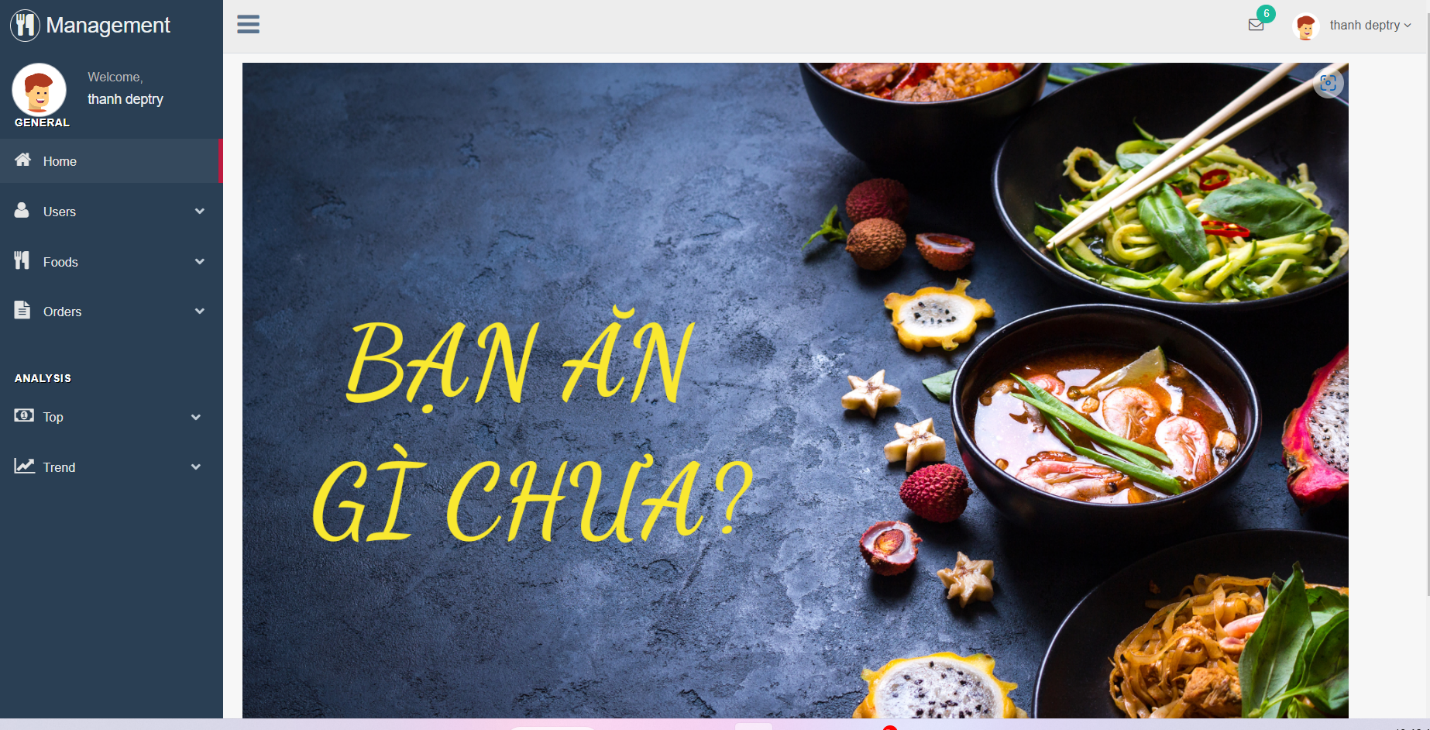 Management
6
thanh deptry
Welcome,
thanh deptry
GENERAL
Home
Users
Foods
Orders
ANALYSIS
Top
Trend
BẠN ĂN
GÌ CHƯA?